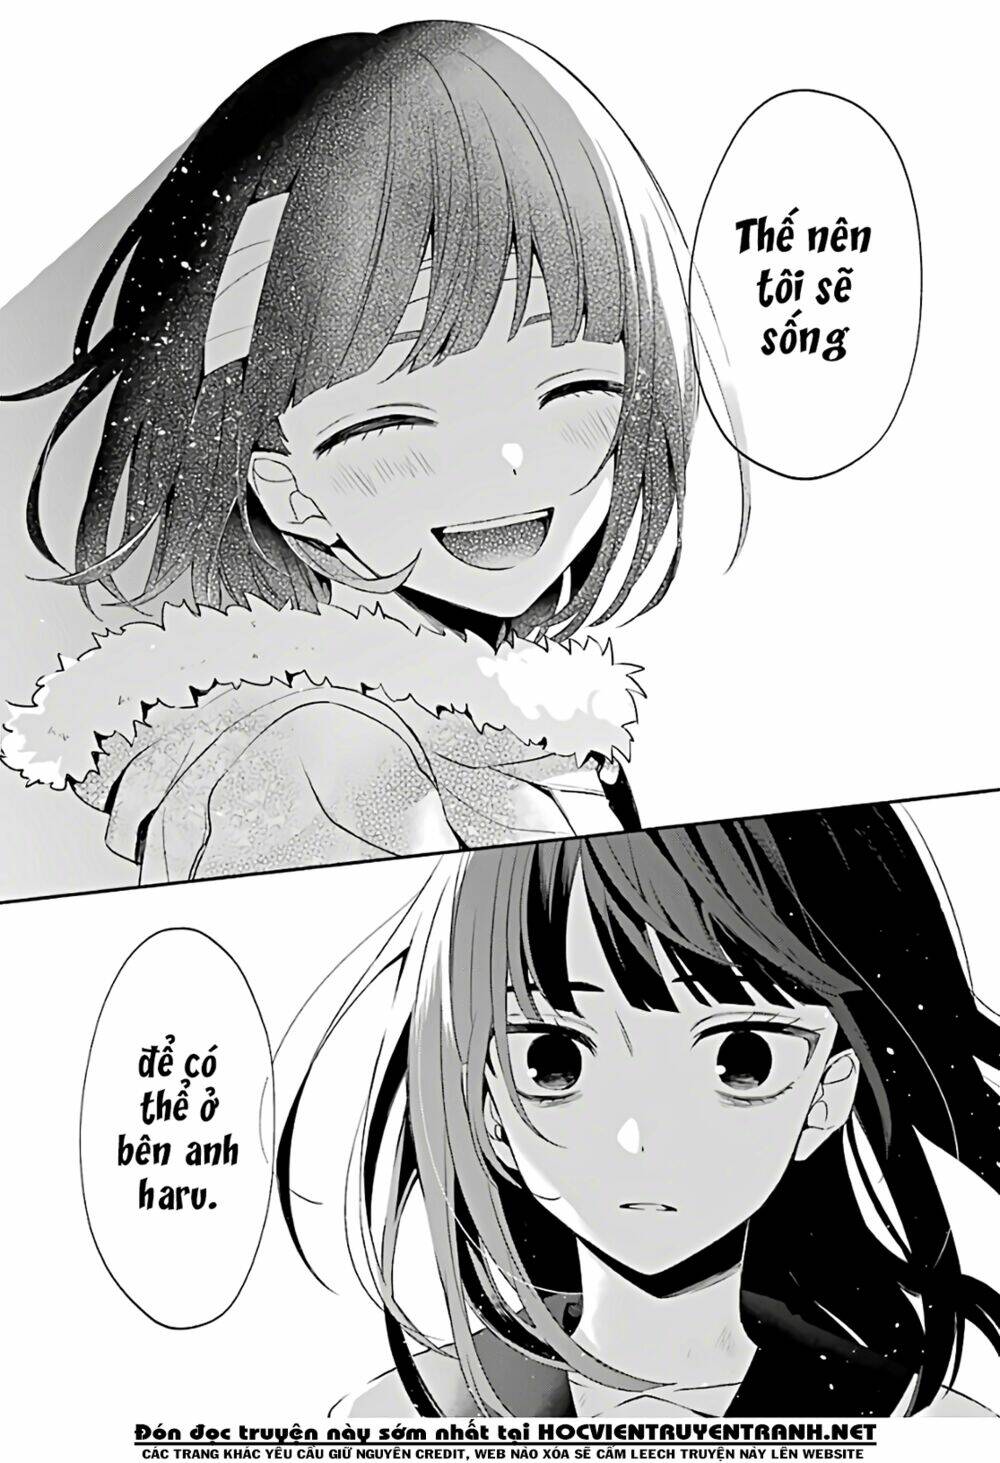 Thế nên
tôi sẽ
sống
để có
thể ở
bên anh
haru.
Đón đọc truyện này sớm nhất tại HOCVIENTRUYENTRANH.NET
CÁC TRANG KHÁC YÊU CẦU GIỮ NGUYÊN CREDIT, WEB NÀO XÓA SẼ CẤM LEECH TRUYỆN NÀY LÊN WEBSITE